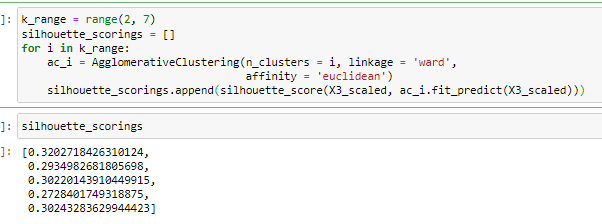 ]: k_range = range(2, 7)
silhouette_scorings = []
for i in k_range:
    ac_i = AgglomerativeClustering(n_clusters = i, linkage = 'ward',
                                   affinity = 'euclidean')
    silhouette_scorings.append(silhouette_score(X3_scaled, ac_i.fit_predict(X3_scaled)))
]: silhouette_scorings
]: [0.3202718426310124,
 0.2934982681805698,
 0.30220143910449915,
 0.2728401749318875,
 0.30243283629944423]